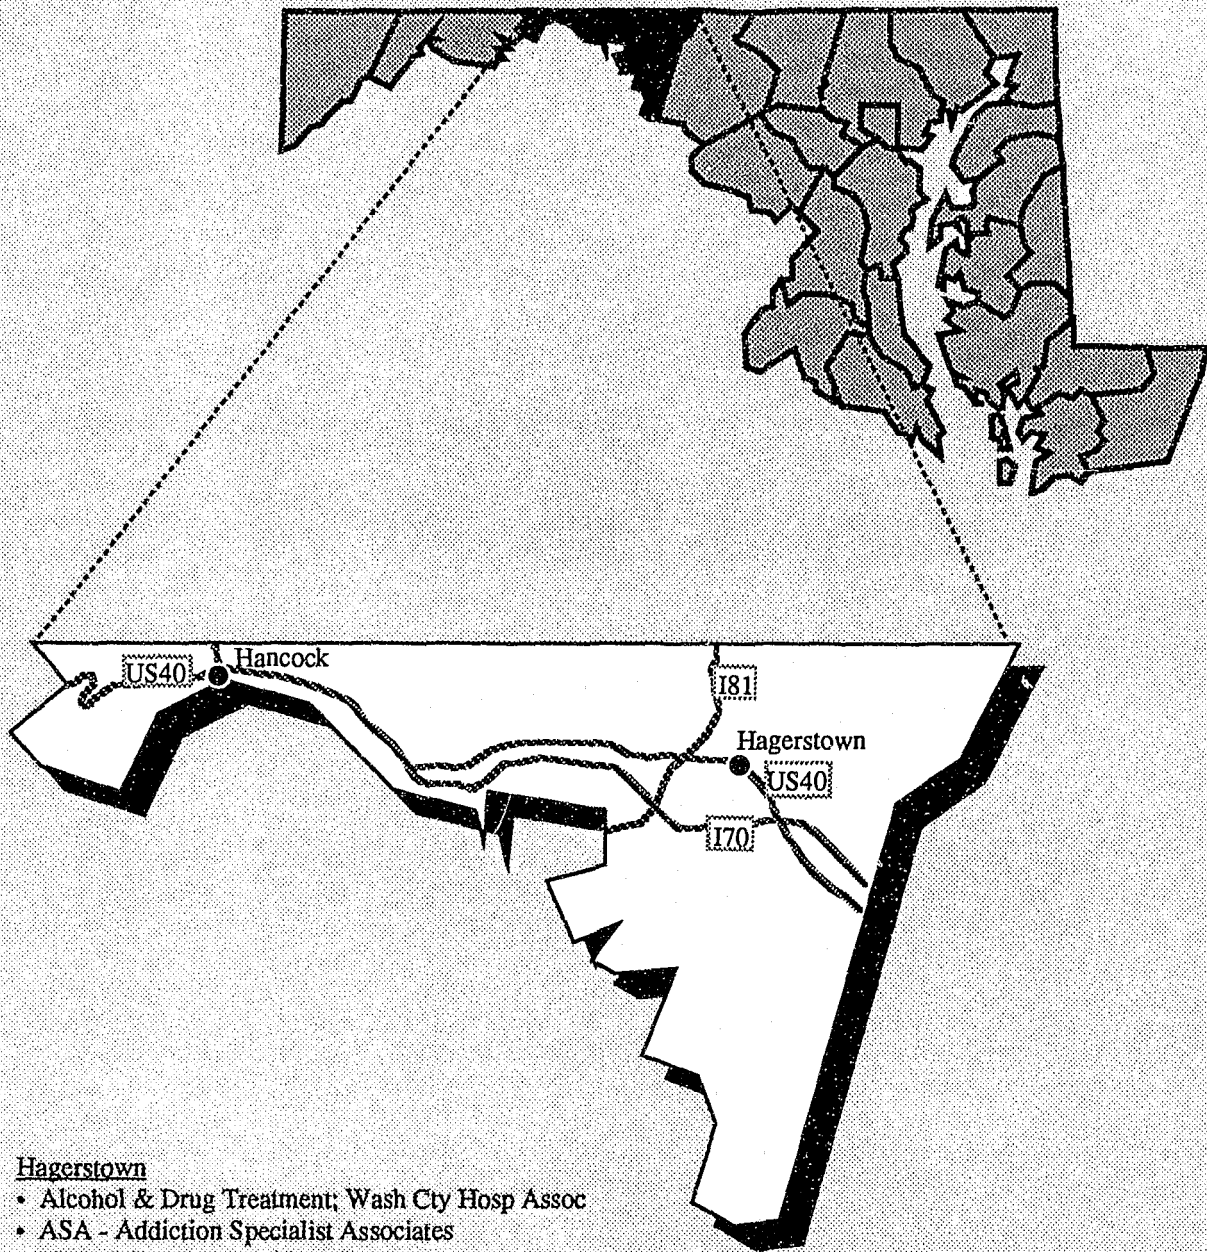 US40
Hancock
I81
Hagerstown
US40
I70
Hagerstown
• Alcohol & Drug Treatment; Wash Cty Hosp Assoc
• ASA - Addiction Specialist Associates